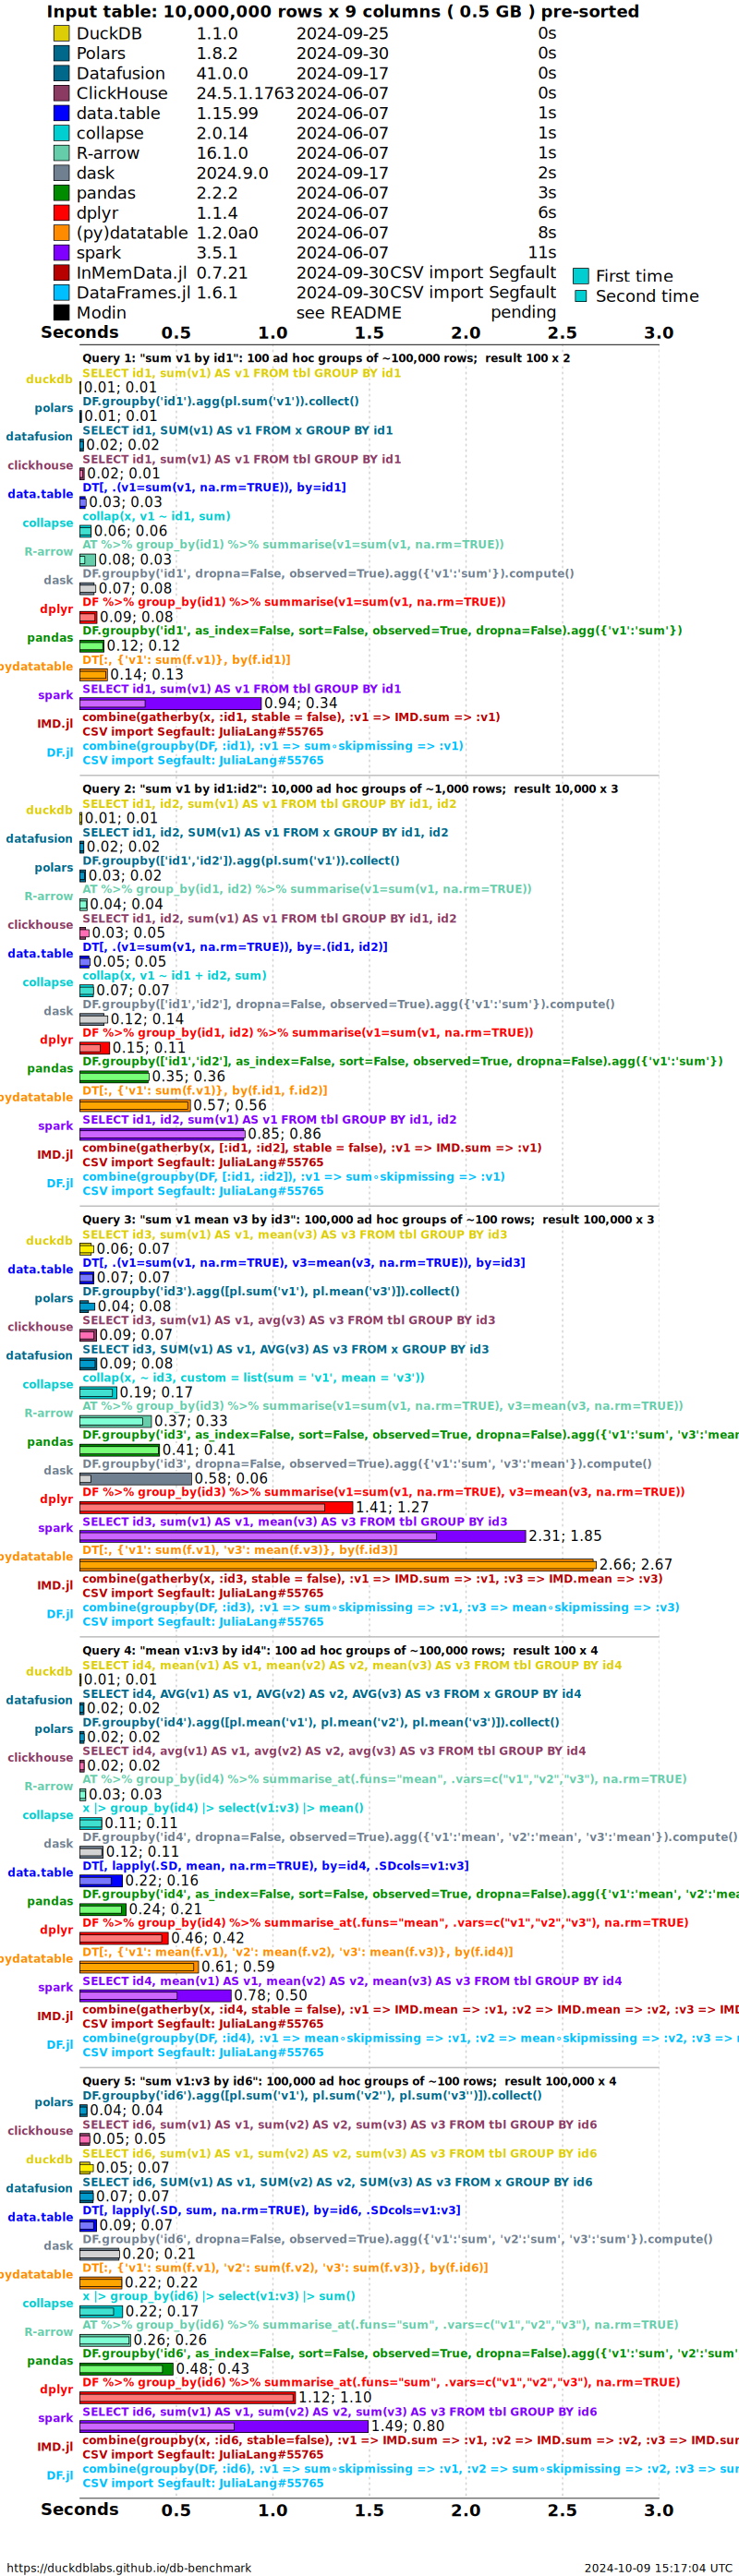 Input table: 10,000,000 rows x 9 columns ( 0.5 GB ) pre-sorted
DuckDB 1.1.0 2024-09-25 0s
Polars 1.8.2 2024-09-30 0s
Datafusion 41.0.0 2024-09-17 0s
ClickHouse 24.5.1.1763 2024-06-07 0s
data.table 1.15.99 2024-06-07 1s
collapse 2.0.14 2024-06-07 1s
R-arrow 16.1.0 2024-06-07 1s
dask 2024.9.0 2024-09-17 2s
pandas 2.2.2 2024-06-07 3s
dplyr 1.1.4 2024-06-07 6s
(py)datatable 1.2.0a0 2024-06-07 8s
spark 3.5.1 2024-06-07 11s
InMemData.jl 0.7.21 2024-09-30 CSV import Segfault
DataFrames.jl 1.6.1 2024-09-30 CSV import Segfault
Modin see README pending
First time
Second time
Seconds 0.5 1.0 1.5 2.0 2.5 3.0
Query 1: "sum v1 by id1": 100 ad hoc groups of ~100,000 rows; result 100 x 2
SELECT id1, sum(v1) AS v1 FROM tbl GROUP BY id1
duckdb 0.01; 0.01
DF.groupby('id1').agg(pl.sum('v1')).collect()
polars 0.01; 0.01
SELECT id1, SUM(v1) AS v1 FROM x GROUP BY id1
datafusion 0.02; 0.02
SELECT id1, sum(v1) AS v1 FROM tbl GROUP BY id1
clickhouse 0.02; 0.01
DT[, .(v1=sum(v1, na.rm=TRUE)), by=id1]
data.table 0.03; 0.03
collap(x, v1 ~ id1, sum)
collapse 0.06; 0.06
AT %>% group_by(id1) %>% summarise(v1=sum(v1, na.rm=TRUE))
R-arrow 0.08; 0.03
DF.groupby('id1', dropna=False, observed=True).agg({'v1':'sum'}).compute()
dask 0.07; 0.08
DF %>% group_by(id1) %>% summarise(v1=sum(v1, na.rm=TRUE))
dplyr 0.09; 0.08
DF.groupby('id1', as_index=False, sort=False, observed=True, dropna=False).agg({'v1':'sum'})
pandas 0.12; 0.12
DT[:, {'v1': sum(f.v1)}, by(f.id1)]
pydatatable 0.14; 0.13
SELECT id1, sum(v1) AS v1 FROM tbl GROUP BY id1
spark 0.94; 0.34
combine(gatherby(x, :id1, stable = false), :v1 => IMD.sum => :v1)
IMD.jl CSV import Segfault: JuliaLang#55765
combine(groupby(DF, :id1), :v1 => sum∘skipmissing => :v1)
DF.jl CSV import Segfault: JuliaLang#55765
Query 2: "sum v1 by id1:id2": 10,000 ad hoc groups of ~1,000 rows; result 10,000 x 3
SELECT id1, id2, sum(v1) AS v1 FROM tbl GROUP BY id1, id2
duckdb 0.01; 0.01
SELECT id1, id2, SUM(v1) AS v1 FROM x GROUP BY id1, id2
datafusion 0.02; 0.02
DF.groupby(['id1','id2']).agg(pl.sum('v1')).collect()
polars 0.03; 0.02
AT %>% group_by(id1, id2) %>% summarise(v1=sum(v1, na.rm=TRUE))
R-arrow 0.04; 0.04
SELECT id1, id2, sum(v1) AS v1 FROM tbl GROUP BY id1, id2
clickhouse 0.03; 0.05
DT[, .(v1=sum(v1, na.rm=TRUE)), by=.(id1, id2)]
data.table 0.05; 0.05
collap(x, v1 ~ id1 + id2, sum)
collapse 0.07; 0.07
DF.groupby(['id1','id2'], dropna=False, observed=True).agg({'v1':'sum'}).compute()
dask 0.12; 0.14
DF %>% group_by(id1, id2) %>% summarise(v1=sum(v1, na.rm=TRUE))
dplyr 0.15; 0.11
DF.groupby(['id1','id2'], as_index=False, sort=False, observed=True, dropna=False).agg({'v1':'sum'})
pandas 0.35; 0.36
DT[:, {'v1': sum(f.v1)}, by(f.id1, f.id2)]
pydatatable 0.57; 0.56
SELECT id1, id2, sum(v1) AS v1 FROM tbl GROUP BY id1, id2
spark 0.85; 0.86
combine(gatherby(x, [:id1, :id2], stable = false), :v1 => IMD.sum => :v1)
IMD.jl CSV import Segfault: JuliaLang#55765
combine(groupby(DF, [:id1, :id2]), :v1 => sum∘skipmissing => :v1)
DF.jl CSV import Segfault: JuliaLang#55765
Query 3: "sum v1 mean v3 by id3": 100,000 ad hoc groups of ~100 rows; result 100,000 x 3
SELECT id3, sum(v1) AS v1, mean(v3) AS v3 FROM tbl GROUP BY id3
duckdb 0.06; 0.07
DT[, .(v1=sum(v1, na.rm=TRUE), v3=mean(v3, na.rm=TRUE)), by=id3]
data.table 0.07; 0.07
DF.groupby('id3').agg([pl.sum('v1'), pl.mean('v3')]).collect()
polars 0.04; 0.08
SELECT id3, sum(v1) AS v1, avg(v3) AS v3 FROM tbl GROUP BY id3
clickhouse 0.09; 0.07
SELECT id3, SUM(v1) AS v1, AVG(v3) AS v3 FROM x GROUP BY id3
datafusion 0.09; 0.08
collap(x, ~ id3, custom = list(sum = 'v1', mean = 'v3'))
collapse 0.19; 0.17
AT %>% group_by(id3) %>% summarise(v1=sum(v1, na.rm=TRUE), v3=mean(v3, na.rm=TRUE))
R-arrow 0.37; 0.33
DF.groupby('id3', as_index=False, sort=False, observed=True, dropna=False).agg({'v1':'sum', 'v3':'mean
pandas 0.41; 0.41
DF.groupby('id3', dropna=False, observed=True).agg({'v1':'sum', 'v3':'mean'}).compute()
dask 0.58; 0.06
DF %>% group_by(id3) %>% summarise(v1=sum(v1, na.rm=TRUE), v3=mean(v3, na.rm=TRUE))
dplyr 1.41; 1.27
SELECT id3, sum(v1) AS v1, mean(v3) AS v3 FROM tbl GROUP BY id3
spark 2.31; 1.85
DT[:, {'v1': sum(f.v1), 'v3': mean(f.v3)}, by(f.id3)]
pydatatable 2.66; 2.67
combine(gatherby(x, :id3, stable = false), :v1 => IMD.sum => :v1, :v3 => IMD.mean => :v3)
IMD.jl CSV import Segfault: JuliaLang#55765
combine(groupby(DF, :id3), :v1 => sum∘skipmissing => :v1, :v3 => mean∘skipmissing => :v3)
DF.jl CSV import Segfault: JuliaLang#55765
Query 4: "mean v1:v3 by id4": 100 ad hoc groups of ~100,000 rows; result 100 x 4
SELECT id4, mean(v1) AS v1, mean(v2) AS v2, mean(v3) AS v3 FROM tbl GROUP BY id4
duckdb 0.01; 0.01
SELECT id4, AVG(v1) AS v1, AVG(v2) AS v2, AVG(v3) AS v3 FROM x GROUP BY id4
datafusion 0.02; 0.02
DF.groupby('id4').agg([pl.mean('v1'), pl.mean('v2'), pl.mean('v3')]).collect()
polars 0.02; 0.02
SELECT id4, avg(v1) AS v1, avg(v2) AS v2, avg(v3) AS v3 FROM tbl GROUP BY id4
clickhouse 0.02; 0.02
AT %>% group_by(id4) %>% summarise_at(.funs="mean", .vars=c("v1","v2","v3"), na.rm=TRUE)
R-arrow 0.03; 0.03
x |> group_by(id4) |> select(v1:v3) |> mean()
collapse 0.11; 0.11
DF.groupby('id4', dropna=False, observed=True).agg({'v1':'mean', 'v2':'mean', 'v3':'mean'}).compute()
dask 0.12; 0.11
DT[, lapply(.SD, mean, na.rm=TRUE), by=id4, .SDcols=v1:v3]
data.table 0.22; 0.16
DF.groupby('id4', as_index=False, sort=False, observed=True, dropna=False).agg({'v1':'mean', 'v2':'mea
pandas 0.24; 0.21
DF %>% group_by(id4) %>% summarise_at(.funs="mean", .vars=c("v1","v2","v3"), na.rm=TRUE)
dplyr 0.46; 0.42
DT[:, {'v1': mean(f.v1), 'v2': mean(f.v2), 'v3': mean(f.v3)}, by(f.id4)]
pydatatable 0.61; 0.59
SELECT id4, mean(v1) AS v1, mean(v2) AS v2, mean(v3) AS v3 FROM tbl GROUP BY id4
spark 0.78; 0.50
combine(gatherby(x, :id4, stable = false), :v1 => IMD.mean => :v1, :v2 => IMD.mean => :v2, :v3 => IMD
IMD.jl CSV import Segfault: JuliaLang#55765
combine(groupby(DF, :id4), :v1 => mean∘skipmissing => :v1, :v2 => mean∘skipmissing => :v2, :v3 =>
DF.jl CSV import Segfault: JuliaLang#55765
Query 5: "sum v1:v3 by id6": 100,000 ad hoc groups of ~100 rows; result 100,000 x 4
DF.groupby('id6').agg([pl.sum('v1'), pl.sum('v2''), pl.sum('v3'')]).collect()
polars 0.04; 0.04
SELECT id6, sum(v1) AS v1, sum(v2) AS v2, sum(v3) AS v3 FROM tbl GROUP BY id6
clickhouse 0.05; 0.05
SELECT id6, sum(v1) AS v1, sum(v2) AS v2, sum(v3) AS v3 FROM tbl GROUP BY id6
duckdb 0.05; 0.07
SELECT id6, SUM(v1) AS v1, SUM(v2) AS v2, SUM(v3) AS v3 FROM x GROUP BY id6
datafusion 0.07; 0.07
DT[, lapply(.SD, sum, na.rm=TRUE), by=id6, .SDcols=v1:v3]
data.table 0.09; 0.07
DF.groupby('id6', dropna=False, observed=True).agg({'v1':'sum', 'v2':'sum', 'v3':'sum'}).compute()
dask 0.20; 0.21
DT[:, {'v1': sum(f.v1), 'v2': sum(f.v2), 'v3': sum(f.v3)}, by(f.id6)]
pydatatable 0.22; 0.22
x |> group_by(id6) |> select(v1:v3) |> sum()
collapse 0.22; 0.17
AT %>% group_by(id6) %>% summarise_at(.funs="sum", .vars=c("v1","v2","v3"), na.rm=TRUE)
R-arrow 0.26; 0.26
DF.groupby('id6', as_index=False, sort=False, observed=True, dropna=False).agg({'v1':'sum', 'v2':'sum'
pandas 0.48; 0.43
DF %>% group_by(id6) %>% summarise_at(.funs="sum", .vars=c("v1","v2","v3"), na.rm=TRUE)
dplyr 1.12; 1.10
SELECT id6, sum(v1) AS v1, sum(v2) AS v2, sum(v3) AS v3 FROM tbl GROUP BY id6
spark 1.49; 0.80
combine(groupby(x, :id6, stable=false), :v1 => IMD.sum => :v1, :v2 => IMD.sum => :v2, :v3 => IMD.sum
IMD.jl CSV import Segfault: JuliaLang#55765
combine(groupby(DF, :id6), :v1 => sum∘skipmissing => :v1, :v2 => sum∘skipmissing => :v2, :v3 => sum
DF.jl CSV import Segfault: JuliaLang#55765
Seconds 0.5 1.0 1.5 2.0 2.5 3.0
https://duckdblabs.github.io/db-benchmark 2024-10-09 15:17:04 UTC